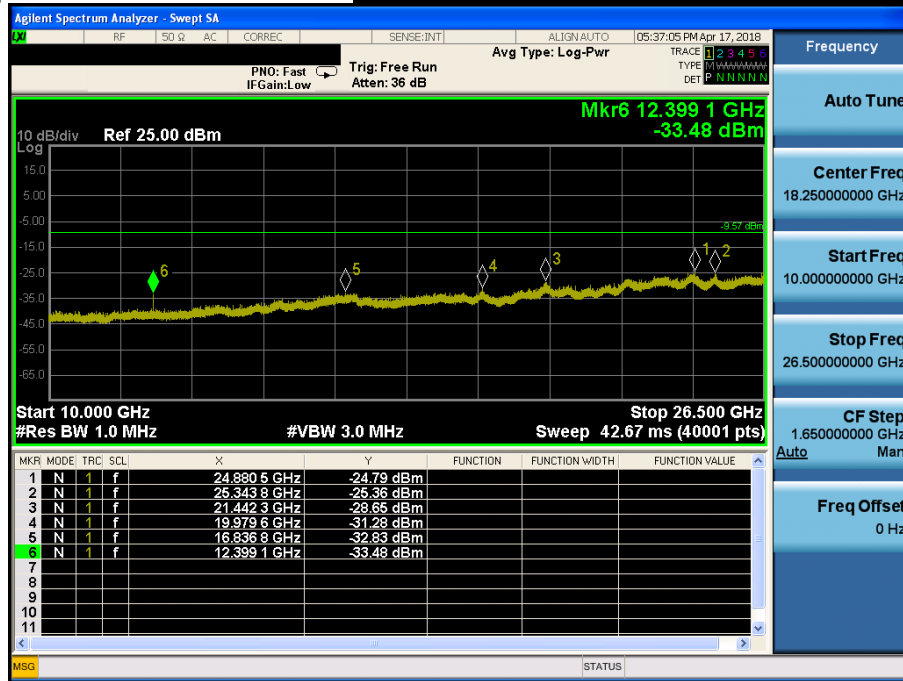 Agilent Spectrum Analyzer - Swept SA
LXI RF 50 Ω AC CORREC SENSE:INT ALIGN AUTO 05:37:05 PM Apr 17, 2018
Avg Type: Log-Pwr TRACE 1 2 3 4 5 6
PNO: Fast Trig: Free Run TYPE M WWWWW
IFGain:Low Atten: 36 dB DET P N N N N N
Mkr6 12.399 1 GHz
10 dB/div Ref 25.00 dBm -33.48 dBm
Log
15.0
5.00
-5.00
-9.57 dBm
-15.0
-25.0
-35.0
-45.0
-55.0
-65.0
6 5 4 3 1 2
Start 10.000 GHz Stop 26.500 GHz
#Res BW 1.0 MHz #VBW 3.0 MHz Sweep 42.67 ms (40001 pts)
MKR MODE TRC SCL X Y FUNCTION FUNCTION WIDTH FUNCTION VALUE
1 N 1 f 24.880 5 GHz -24.79 dBm
2 N 1 f 25.343 8 GHz -25.36 dBm
3 N 1 f 21.442 3 GHz -28.65 dBm
4 N 1 f 19.979 6 GHz -31.28 dBm
5 N 1 f 16.836 8 GHz -32.83 dBm
6 N 1 f 12.399 1 GHz -33.48 dBm
7
8
9
10
11
MSG STATUS
Frequency
Auto Tune
Center Freq
18.250000000 GHz
Start Freq
10.000000000 GHz
Stop Freq
26.500000000 GHz
CF Step
1.650000000 GHz
Auto Man
Freq Offset
0 Hz